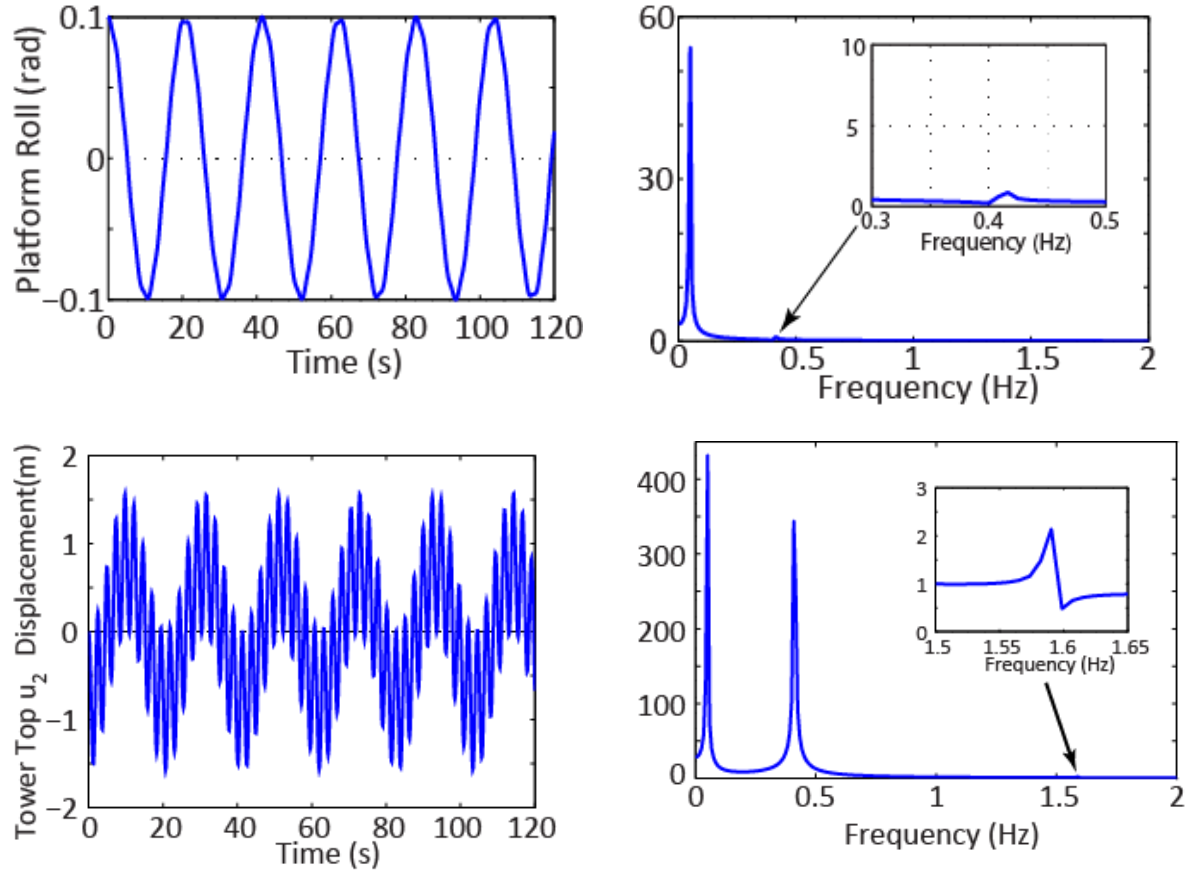 Platform Roll (rad)
0.1
0
−0.1
0 20 40 60 80 100 120
Time (s)
60
30
0
0 0.5 1 1.5 2
Frequency (Hz)
10
5
0
0.3 0.4 0.5
Frequency (Hz)
Tower Top u2 Displacement(m)
2
1
0
−1
−2
0 20 40 60 80 100 120
Time (s)
400
300
200
100
0
0 0.5 1 1.5 2
Frequency (Hz)
3
2
1
0
1.5 1.55 1.6 1.65
Frequency (Hz)